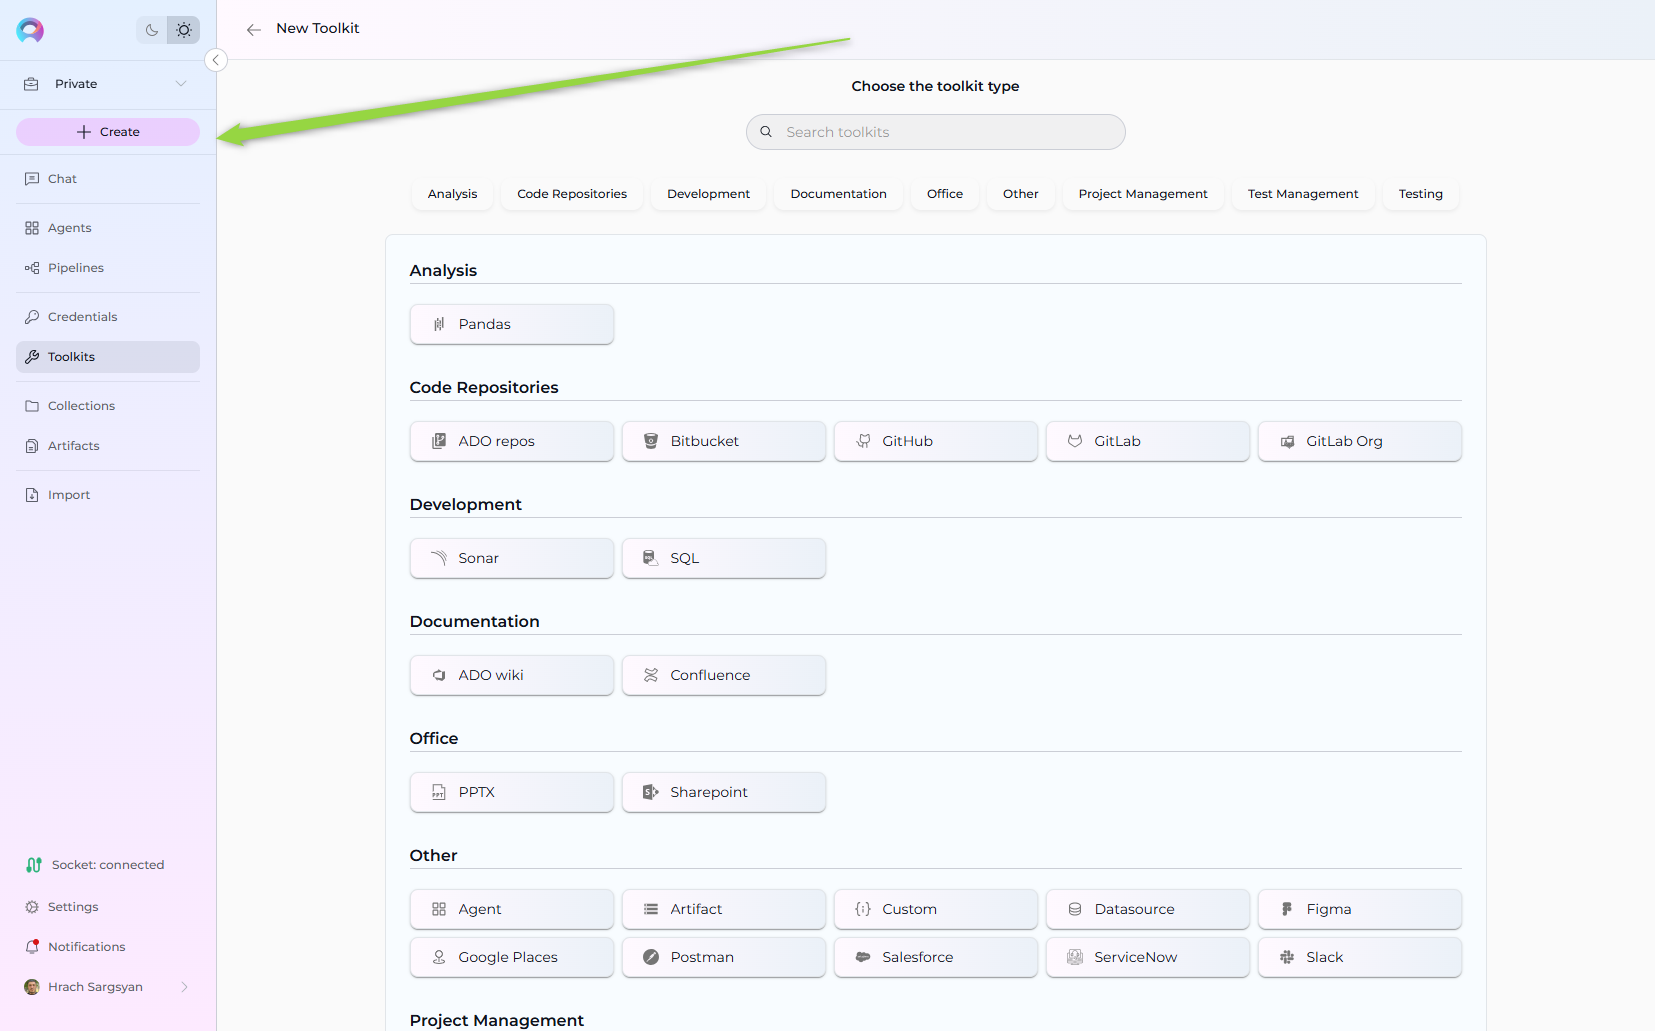 New Toolkit
Private
Create
Chat
Agents
Pipelines
Credentials
Toolkits
Collections
Artifacts
Import
Socket: connected
Settings
Notifications
Hrach Sargsyan
Choose the toolkit type
Search toolkits
Analysis Code Repositories Development Documentation Office Other Project Management Test Management Testing
Analysis
Pandas
Code Repositories
ADO repos Bitbucket GitHub GitLab GitLab Org
Development
Sonar SQL
Documentation
ADO wiki Confluence
Office
PPTX Sharepoint
Other
Agent Artifact Custom Datasource Figma
Google Places Postman Salesforce ServiceNow Slack
Project Management